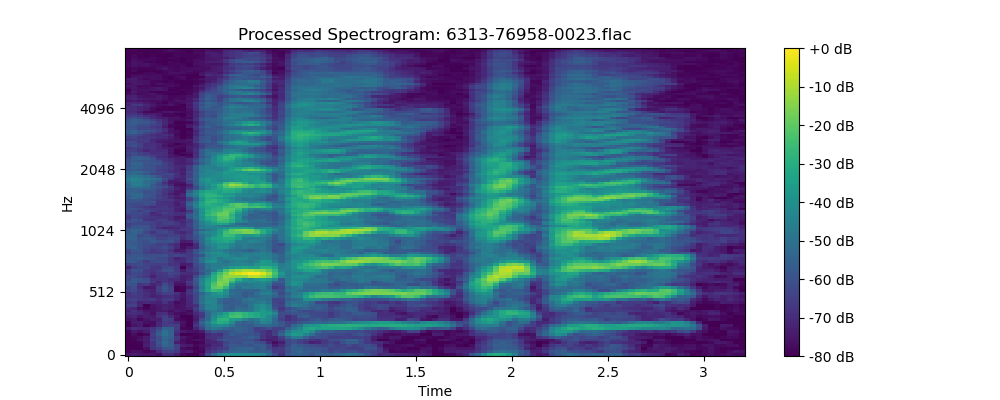 Processed Spectrogram: 6313-76958-0023.flac
Hz
4096
2048
1024
512
0
0
0.5
1
1.5
2
2.5
3
Time
+0 dB
-10 dB
-20 dB
-30 dB
-40 dB
-50 dB
-60 dB
-70 dB
-80 dB